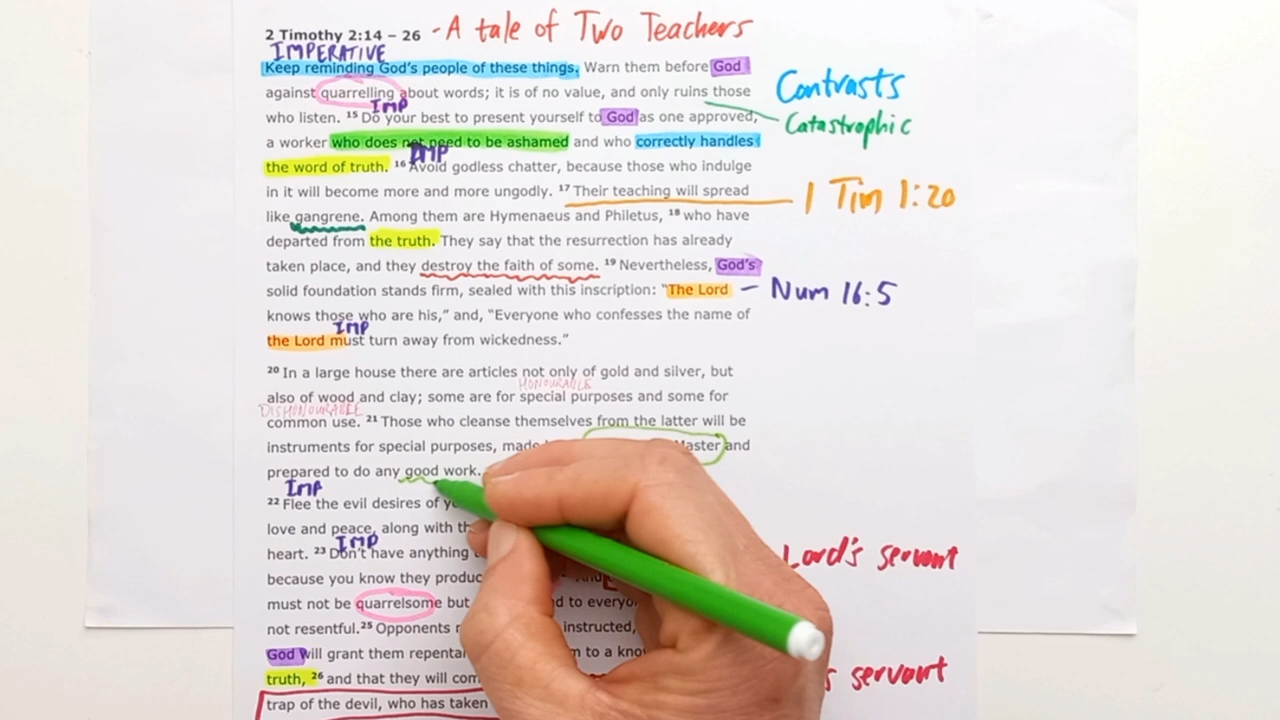 2 Timothy 2:14 – 26 - A tale of Two Teachers
IMPERATIVE
Keep reminding God's people of these things. Warn them before God
against quarrelling about words; it is of no value, and only ruins those
Contrasts
IMP
who listen. 15 Do your best to present yourself to God as one approved,
Catastrophic
a worker who does not need to be ashamed and who correctly handles
IMP
the word of truth. 16 Avoid godless chatter, because those who indulge
in it will become more and more ungodly. 17 Their teaching will spread
1 Tim 1:20
like gangrene. Among them are Hymenaeus and Philetus, 18 who have
departed from the truth. They say that the resurrection has already
taken place, and they destroy the faith of some. 19 Nevertheless, God's
solid foundation stands firm, sealed with this inscription: “The Lord – Num 16:5
knows those who are his,” and, “Everyone who confesses the name of
IMP
the Lord must turn away from wickedness.”
20 In a large house there are articles not only of gold and silver, but
HONOURABLE
also of wood and clay; some are for special purposes and some for
DISHONOURABLE
common use. 21 Those who cleanse themselves from the latter will be
instruments for special purposes, made Master and
prepared to do any good work.
IMP
22 Flee the evil desires of
love and peace, along with
IMP
heart. 23 Don't have anything
Lord's servant
because you know they And
must not be quarrelsome but to
not resentful. 25 Opponents instructed,
God will grant them to a
servant
truth, 26 and that they will
trap of the devil, who has taken